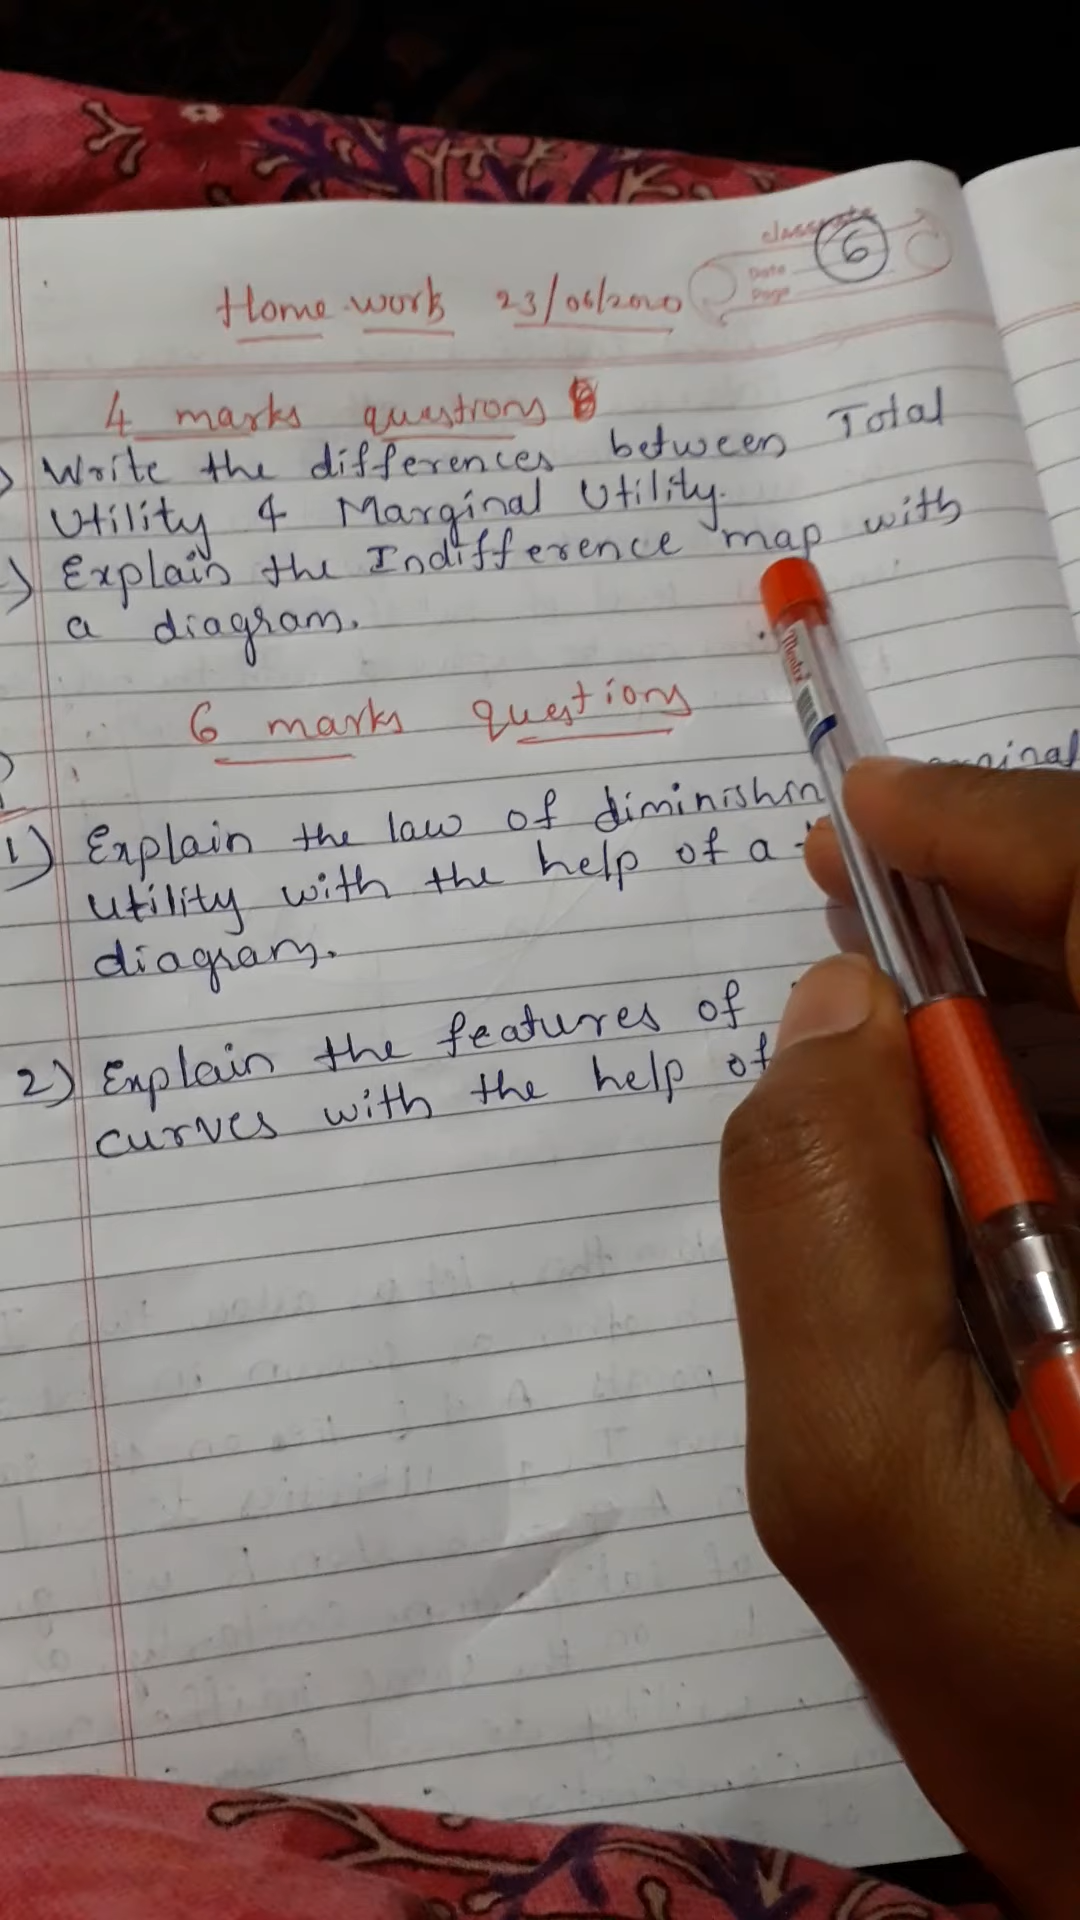 classmate
6
Date
Page
Home work 23/06/2020
4 marks questions
Write the differences between Total
Utility & Marginal Utility.
Explain the Indifference map with
a diagram.
6 marks questions
1) Explain the law of diminishin
utility with the help of a
diagram.
2) Explain the features of
curves with the help of